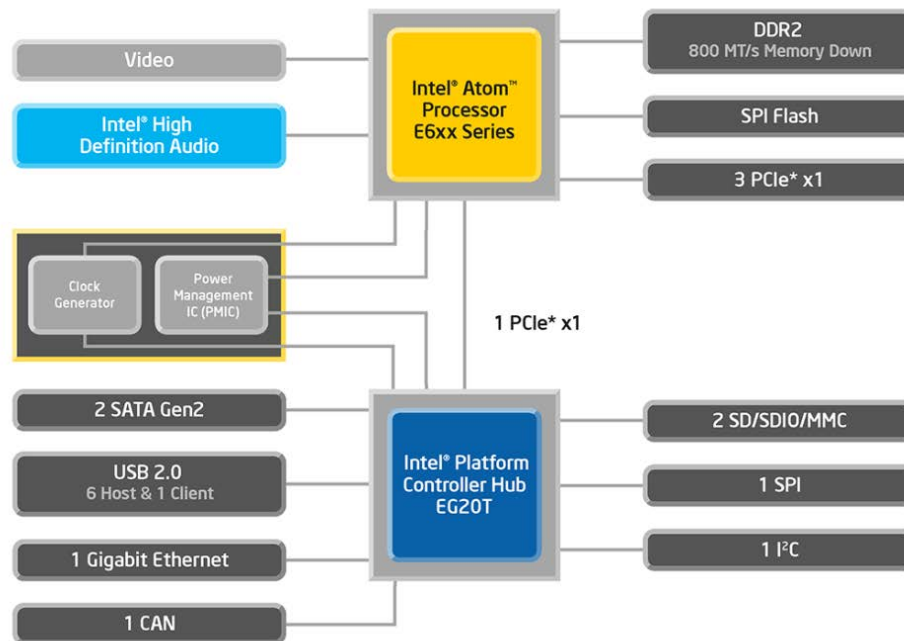 Video
Intel® High
Definition Audio
Intel® Atom™
Processor
E6xx Series
DDR2
800 MT/s Memory Down
SPI Flash
3 PCIe* x1
Clock
Generator
Power
Management
IC (PMIC)
1 PCIe* x1
2 SATA Gen2
USB 2.0
6 Host & 1 Client
1 Gigabit Ethernet
1 CAN
Intel® Platform
Controller Hub
EG20T
2 SD/SDIO/MMC
1 SPI
1 I²C